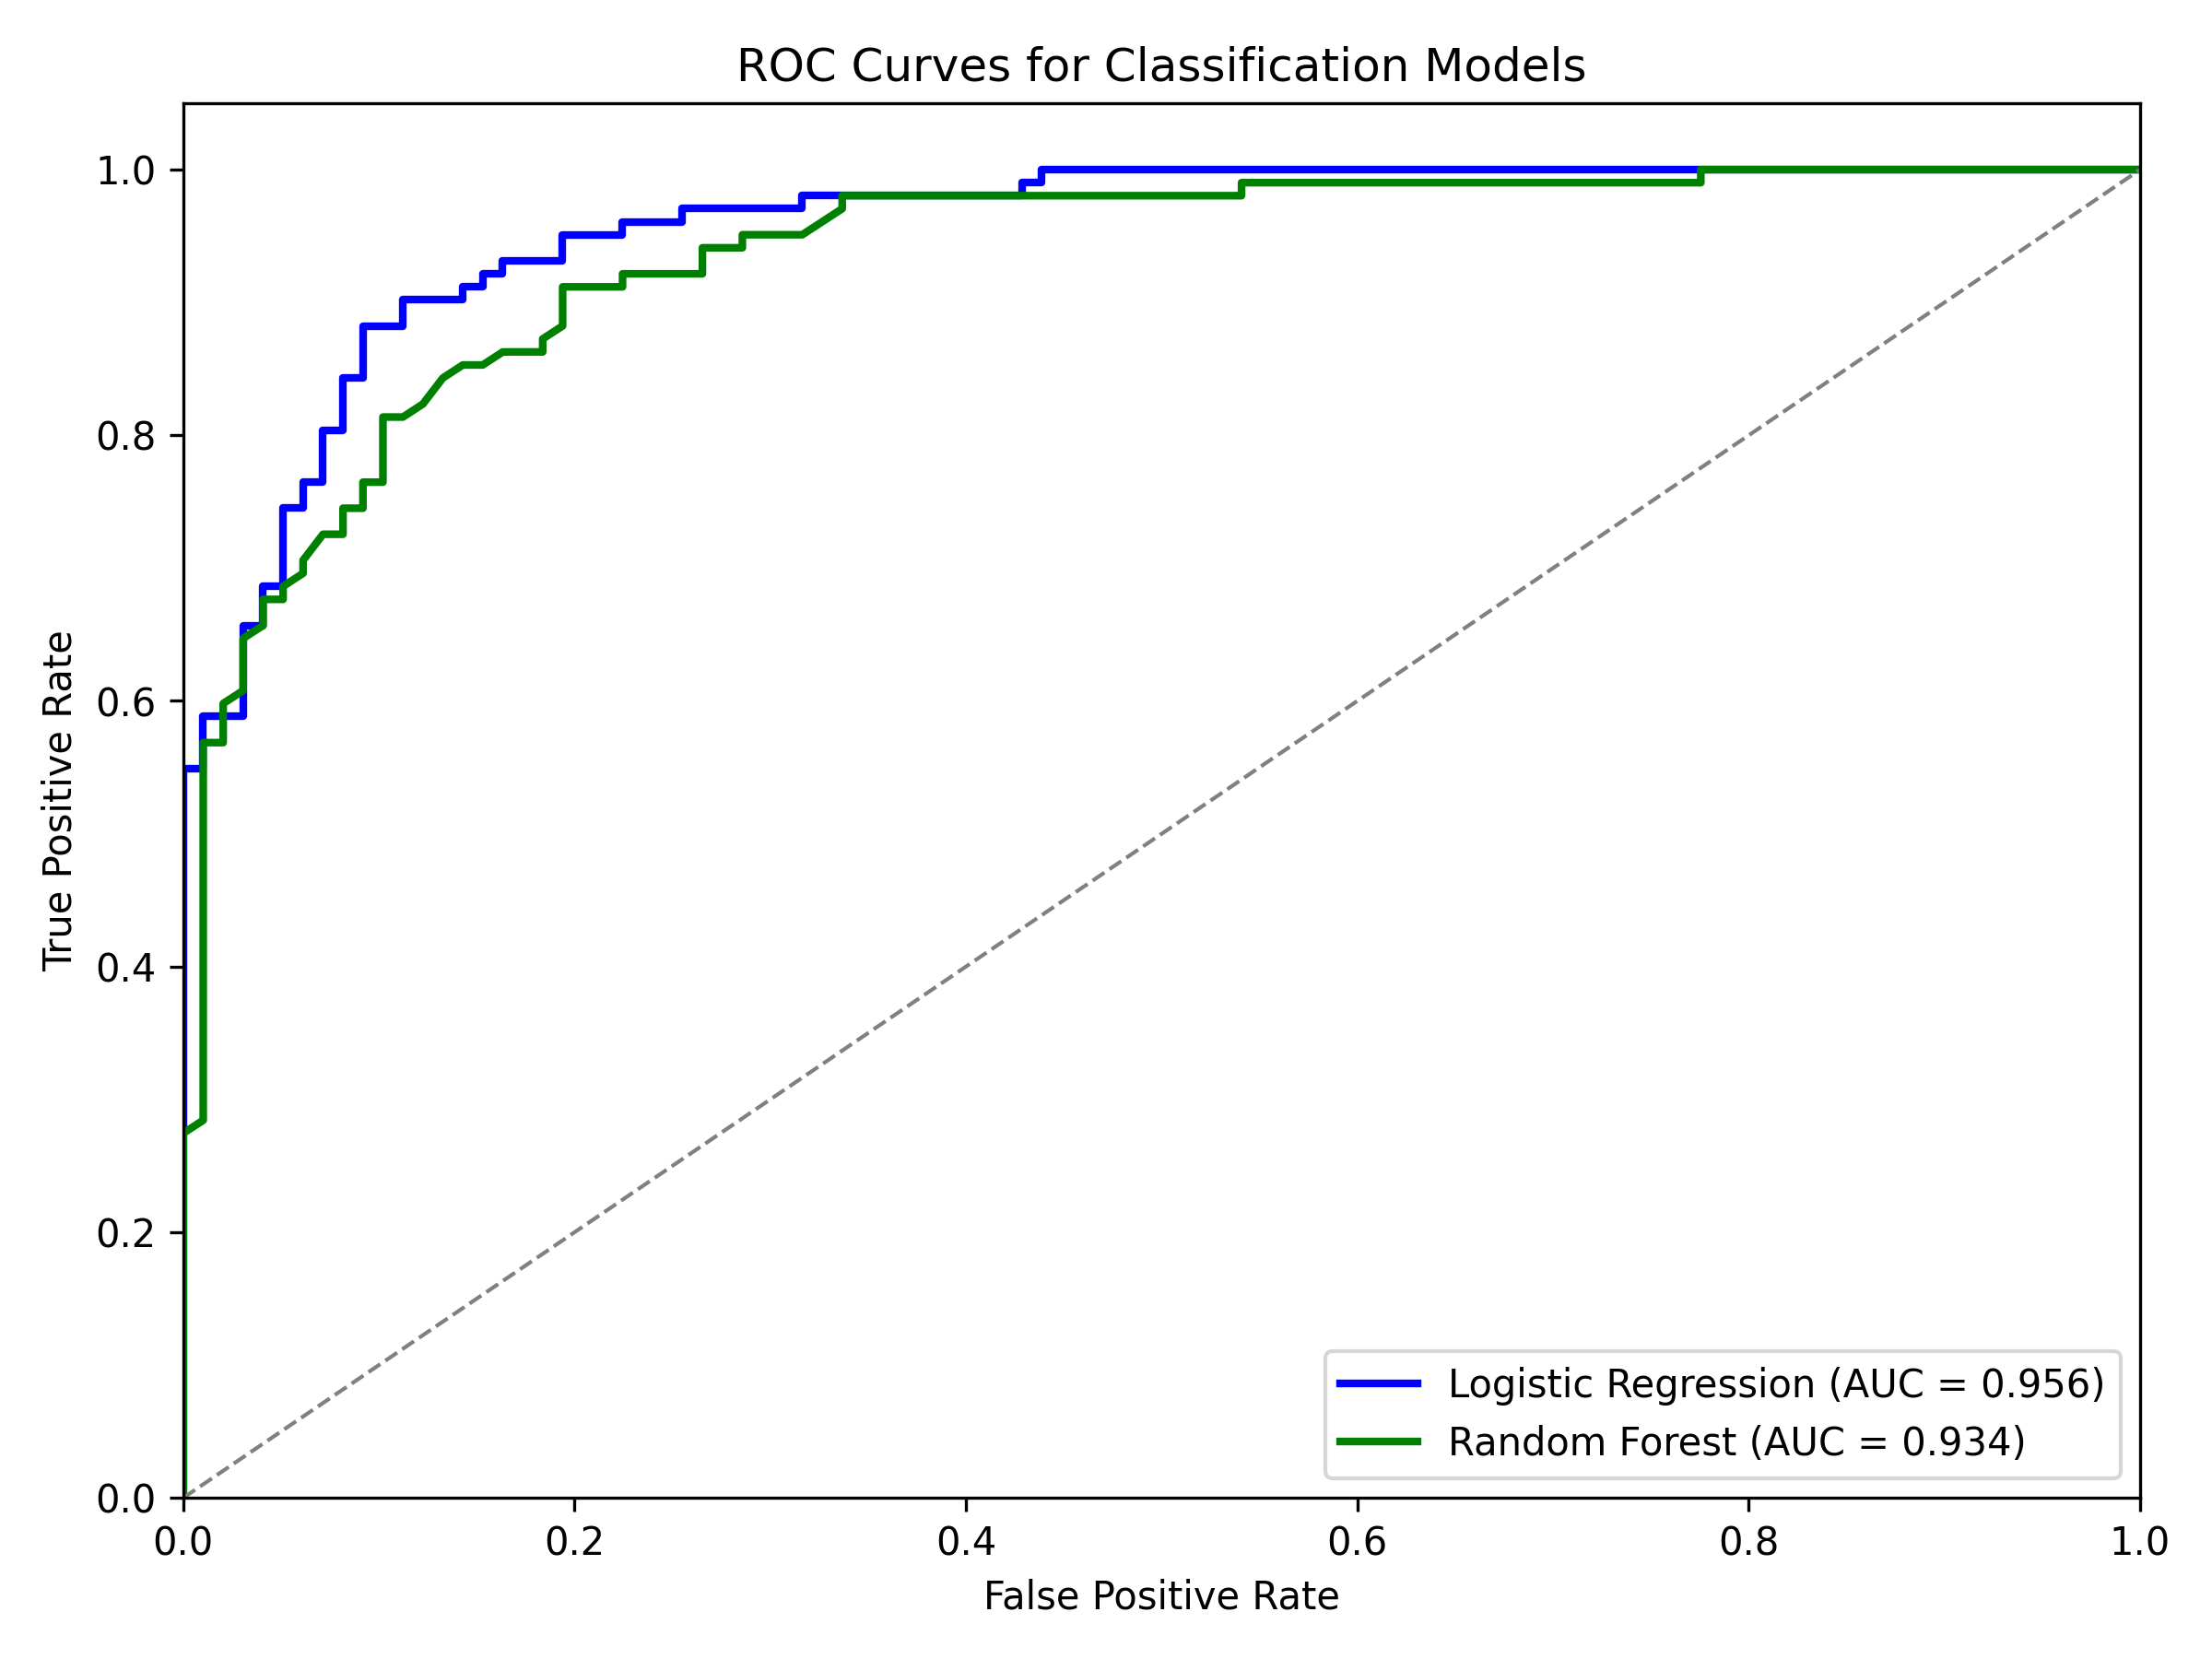 ROC Curves for Classification Models
True Positive Rate
1.0
0.8
0.6
0.4
0.2
0.0
0.0 0.2 0.4 0.6 0.8 1.0
False Positive Rate
Logistic Regression (AUC = 0.956)
Random Forest (AUC = 0.934)